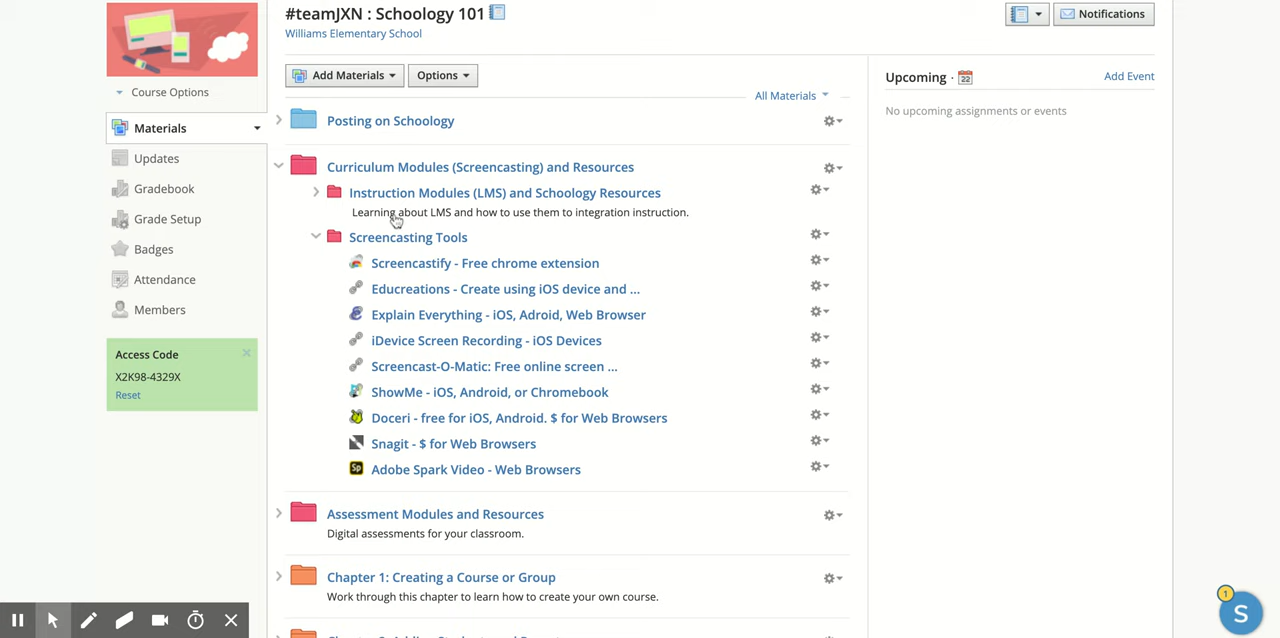 #teamJXN : Schoology 101
Williams Elementary School
Notifications
Course Options
Materials
Updates
Gradebook
Grade Setup
Badges
Attendance
Members
Access Code
X2K98-4329X
Reset
Add Materials
Options
All Materials
Posting on Schoology
Curriculum Modules (Screencasting) and Resources
Instruction Modules (LMS) and Schoology Resources
Learning about LMS and how to use them to integration instruction.
Screencasting Tools
Screencastify - Free chrome extension
Educreations - Create using iOS device and ...
Explain Everything - iOS, Adroid, Web Browser
iDevice Screen Recording - iOS Devices
Screencast-O-Matic: Free online screen ...
ShowMe - iOS, Android, or Chromebook
Doceri - free for iOS, Android. $ for Web Browsers
Snagit - $ for Web Browsers
Sp Adobe Spark Video - Web Browsers
Assessment Modules and Resources
Digital assessments for your classroom.
Chapter 1: Creating a Course or Group
Work through this chapter to learn how to create your own course.
Upcoming · 22
Add Event
No upcoming assignments or events
1
S